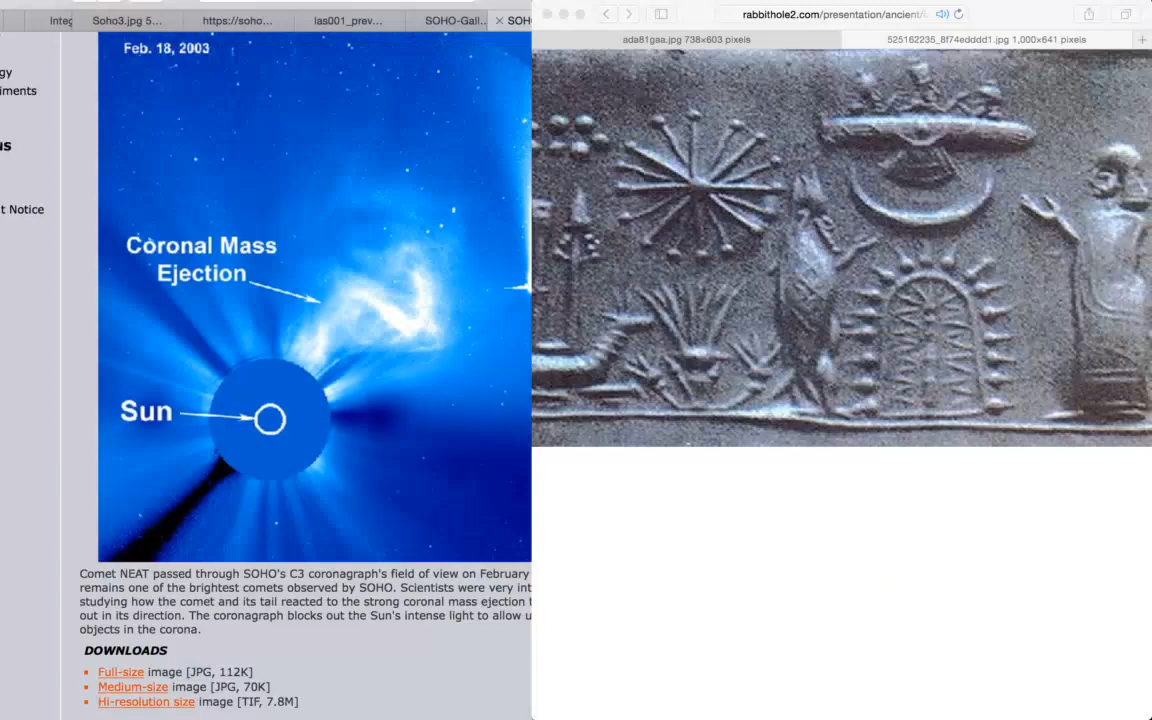 Integ
Soho3.jpg 5...
https://soho...
las001_prev...
SOHO-Gall...
SOH
rabbithole2.com/presentation/ancient/
ada81gaa.jpg 738×603 pixels
525162235_8f74edddd1.jpg 1,000×641 pixels
gy
iments
us
t Notice
Feb. 18, 2003
Coronal Mass
Ejection
Sun
Comet NEAT passed through SOHO's C3 coronagraph's field of view on February
remains one of the brightest comets observed by SOHO. Scientists were very int
studying how the comet and its tail reacted to the strong coronal mass ejection t
out in its direction. The coronagraph blocks out the Sun's intense light to allow u
objects in the corona.
DOWNLOADS
Full-size image [JPG, 112K]
Medium-size image [JPG, 70K]
Hi-resolution size image [TIF, 7.8M]